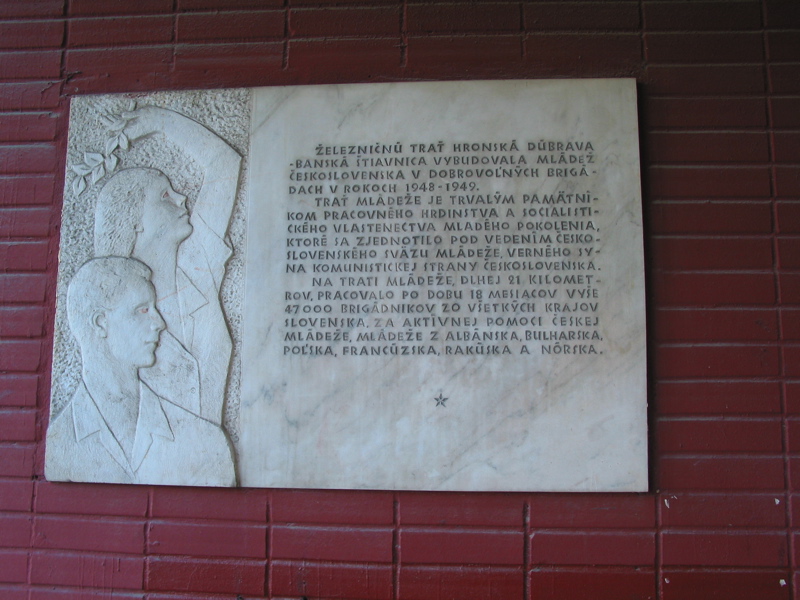 ŽELEZNIČNÚ TRAŤ HRONSKÁ DÚBRAVA
-BANSKÁ ŠTIAVNICA VYBUDOVALA MLÁDEŽ
ČESKOSLOVENSKA V DOBROVOĽNÝCH BRIGÁ-
DACH V ROKOCH 1948-1949.
TRAŤ MLÁDEŽE JE TRVALÝM PAMÄTNÍ-
KOM PRACOVNÉHO HRDINSTVA A SOCIALISTI-
CKÉHO VLASTENECTVA MLADÉHO POKOLENIA,
KTORÉ SA ZJEDNOTILO POD VEDENÍM ČESKO-
SLOVENSKÉHO SVÄZU MLÁDEŽE, VERNÉHO SY-
NA KOMUNISTICKEJ STRANY ČESKOSLOVENSKA.
NA TRATI MLÁDEŽE, DLHEJ 21 KILOMET-
ROV, PRACOVALO PO DOBU 18 MESIACOV VYŠE
47000 BRIGÁDNIKOV ZO VŠETKÝCH KRAJOV
SLOVENSKA, ZA AKTÍVNEJ POMOCI ČESKEJ
MLÁDEŽE, MLÁDEŽE Z ALBÁNSKA, BULHARSKA,
POĽSKA, FRANCÚZSKA, RAKÚSKA A NÓRSKA.